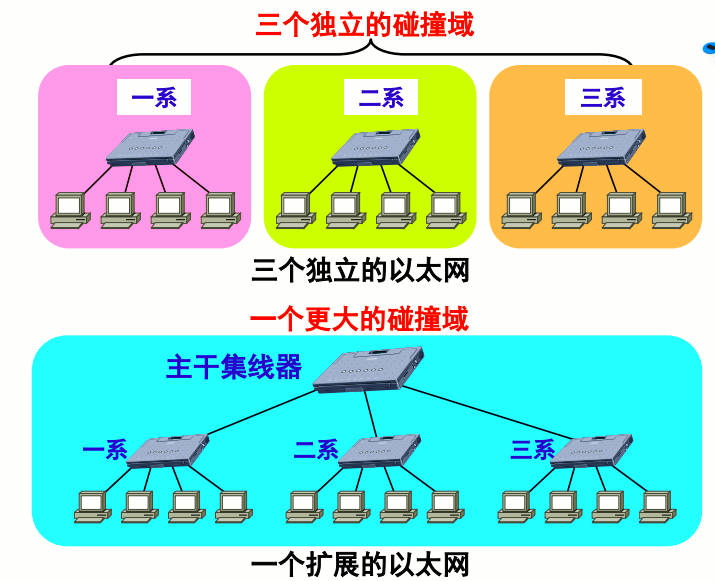 三个独立的碰撞域
一系
二系
三系
三个独立的以太网
一个更大的碰撞域
主干集线器
一系
二系
三系
一个扩展的以太网